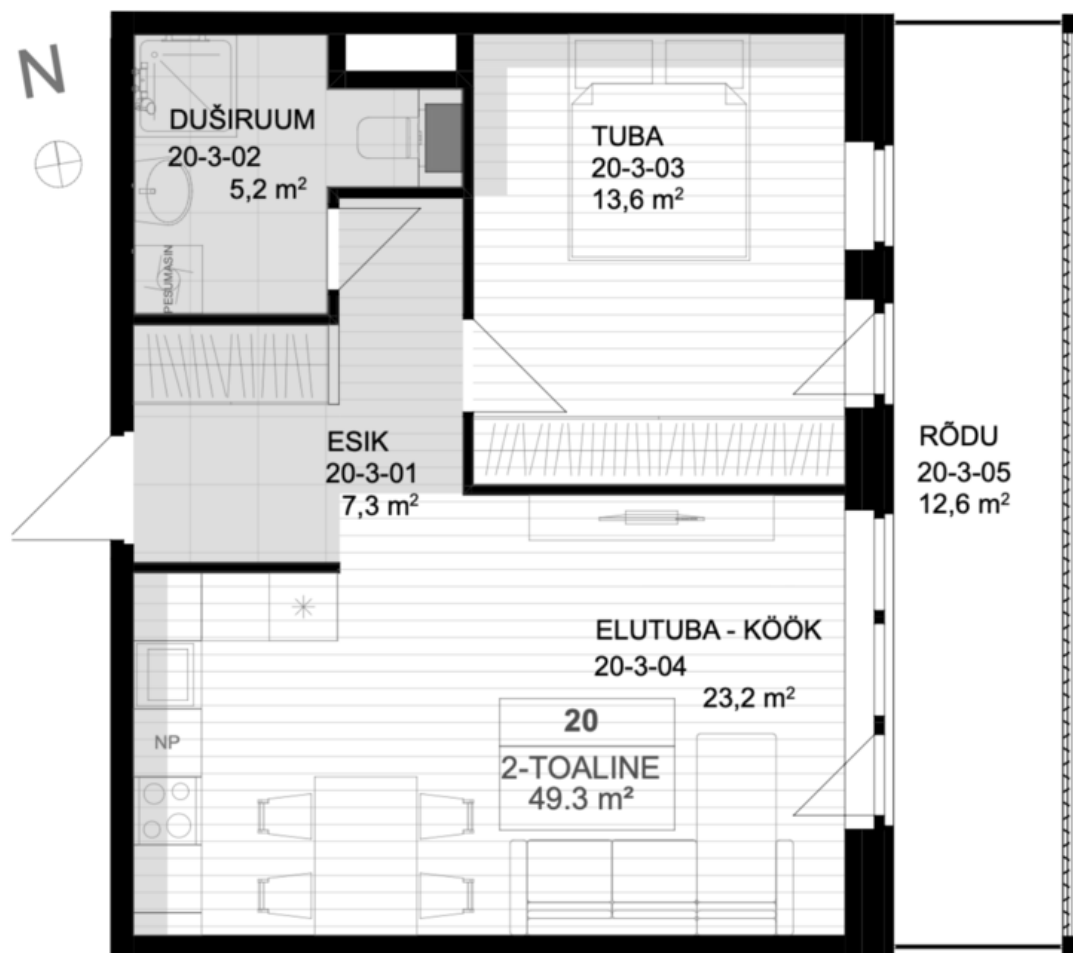 N
DUŠIRUUM
20-3-02
5,2 m²
PESUMASIN
TUBA
20-3-03
13,6 m²
ESIK
20-3-01
7,3 m²
RÕDU
20-3-05
12,6 m²
ELUTUBA - KÖÖK
20-3-04
23,2 m²
NP
20
2-TOALINE
49.3 m²